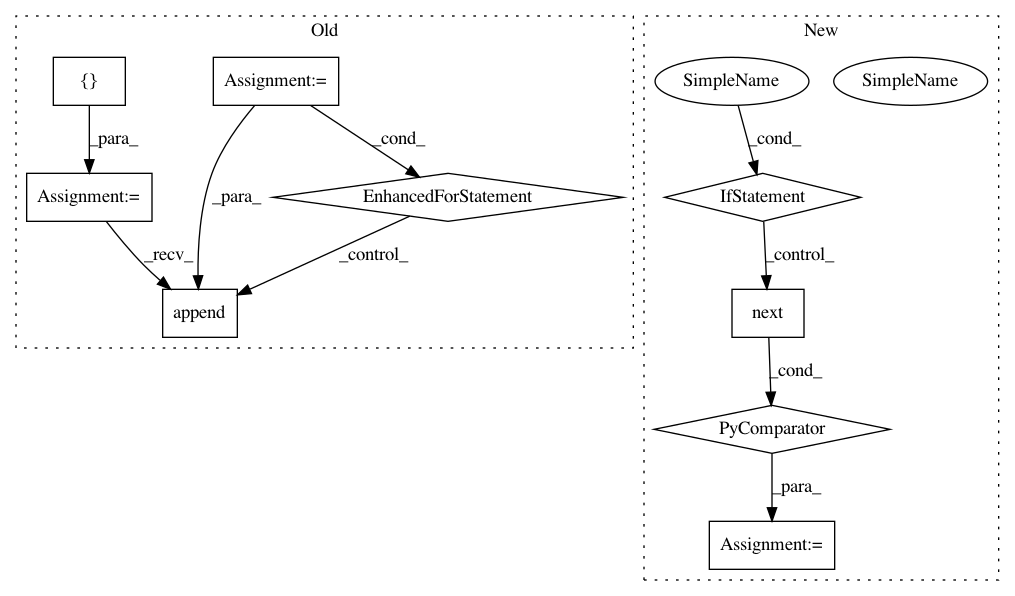 Old
New
{}
Assignment:=
SimpleName
SimpleName
_para_
_cond_
_cond_
Assignment:=
_para_
EnhancedForStatement
IfStatement
_recv_
_control_
_control_
append
next
_cond_
PyComparator
_para_
Assignment:=